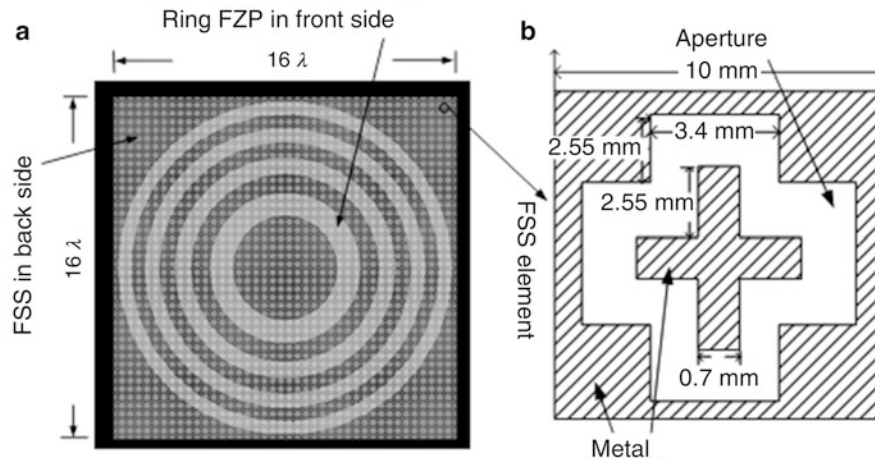 a
Ring FZP in front side
16 λ
FSS in back side
16 λ
b
Aperture
10 mm
3.4 mm
2.55 mm
2.55 mm
FSS element
0.7 mm
Metal